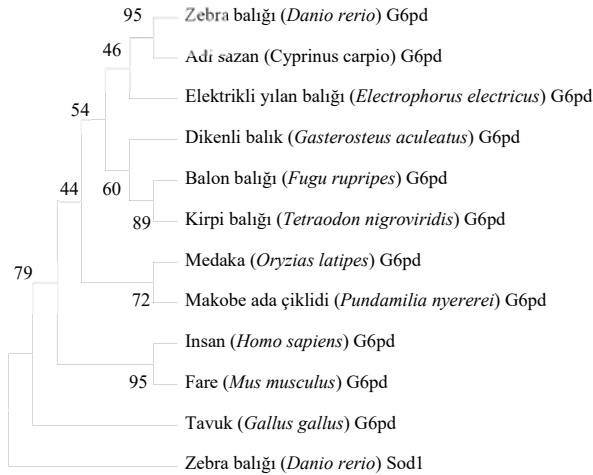 95
Zebra balığı (Danio rerio) G6pd
46
Adi sazan (Cyprinus carpio) G6pd
Elektrikli yılan balığı (Electrophorus electricus) G6pd
54
Dikenli balık (Gasterosteus aculeatus) G6pd
Balon balığı (Fugu rupripes) G6pd
44
60
89
Kirpi balığı (Tetraodon nigroviridis) G6pd
Medaka (Oryzias latipes) G6pd
79
72
Makobe ada çiklidi (Pundamilia nyererei) G6pd
Insan (Homo sapiens) G6pd
95
Fare (Mus musculus) G6pd
Tavuk (Gallus gallus) G6pd
Zebra balığı (Danio rerio) Sod1